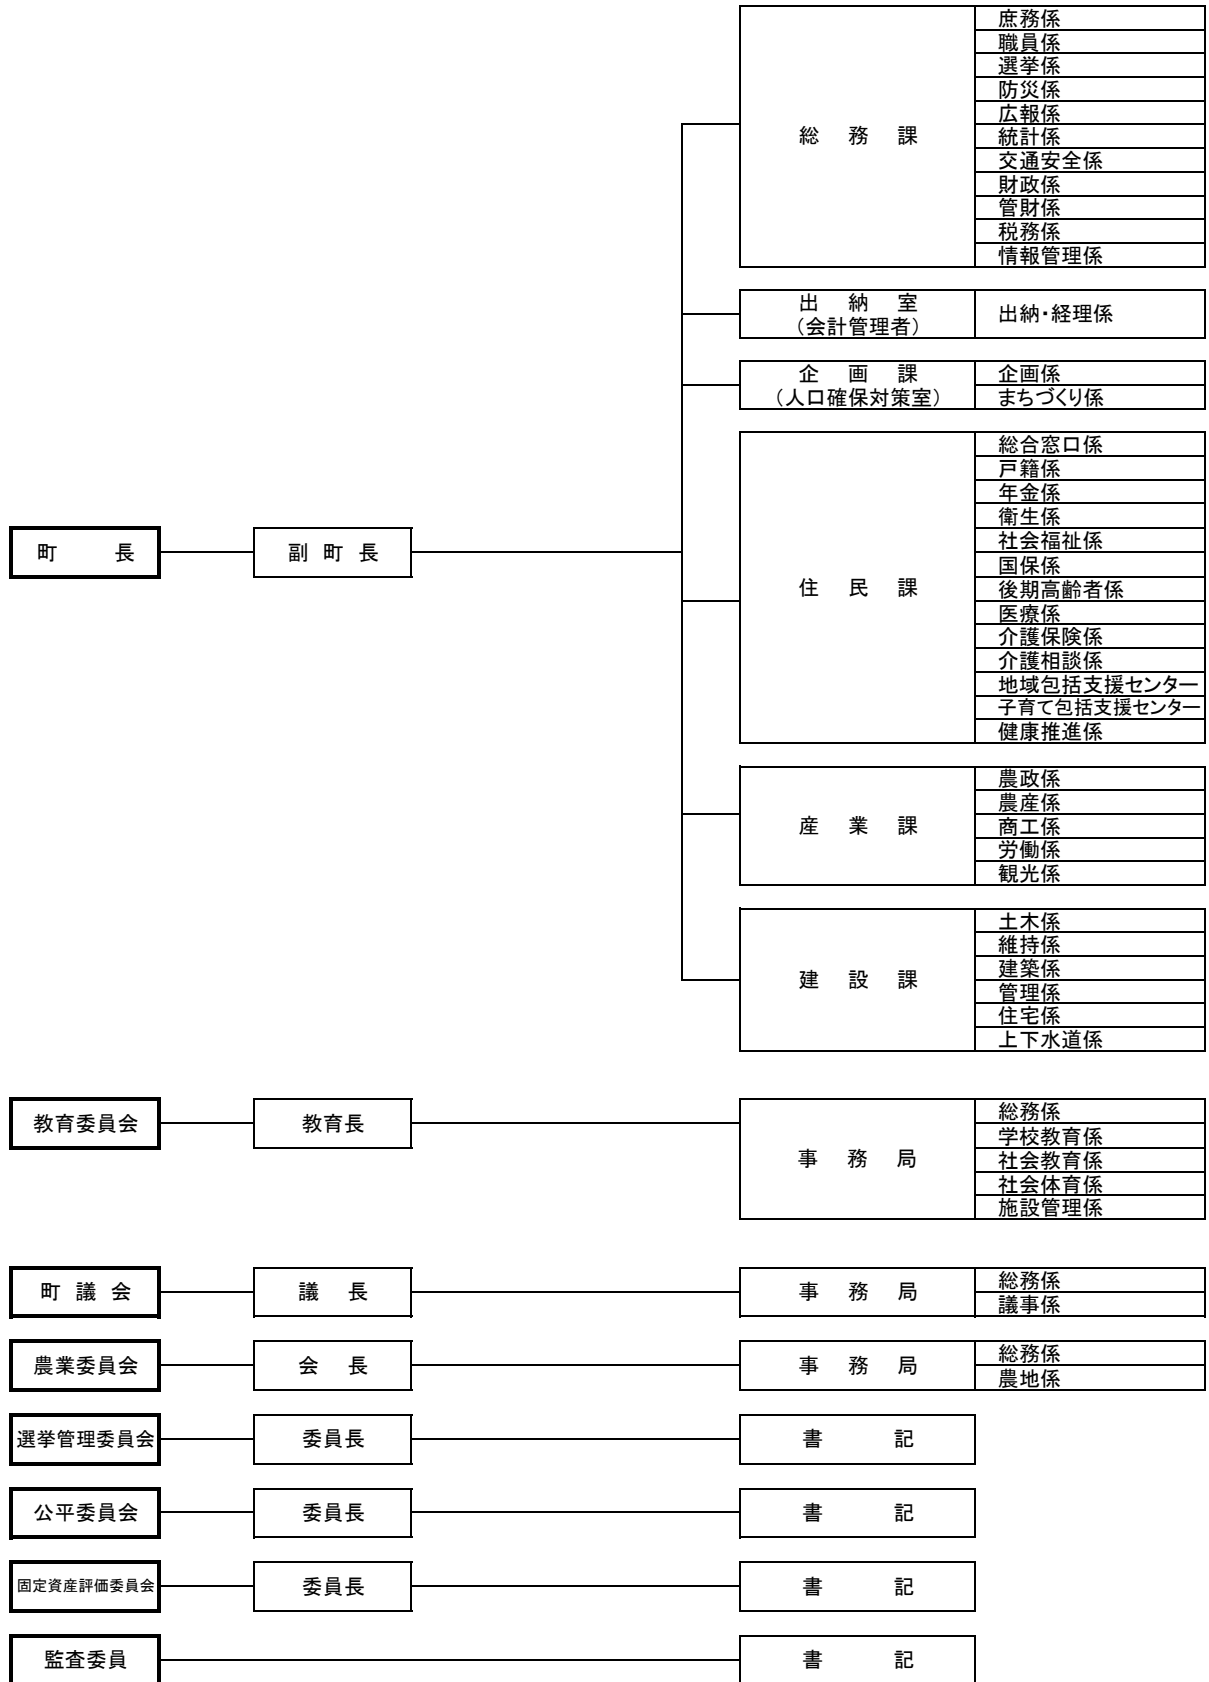 総務課
庶務係
職員係
選挙係
防災係
広報係
統計係
交通安全係
財政係
管財係
税務係
情報管理係
出納室
（会計管理者）
出納・経理係
企画課
（人口確保対策室）
企画係
まちづくり係
町長
副町長
住民課
総合窓口係
戸籍係
年金係
衛生係
社会福祉係
国保係
後期高齢者係
医療係
介護保険係
介護相談係
地域包括支援センター
子育て包括支援センター
健康推進係
産業課
農政係
農産係
商工係
労働係
観光係
建設課
土木係
維持係
建築係
管理係
住宅係
上下水道係
教育委員会
教育長
事務局
総務係
学校教育係
社会教育係
社会体育係
施設管理係
町議会
議長
事務局
総務係
議事係
農業委員会
会長
事務局
総務係
農地係
選挙管理委員会
委員長
書記
公平委員会
委員長
書記
固定資産評価委員会
委員長
書記
監査委員
書記